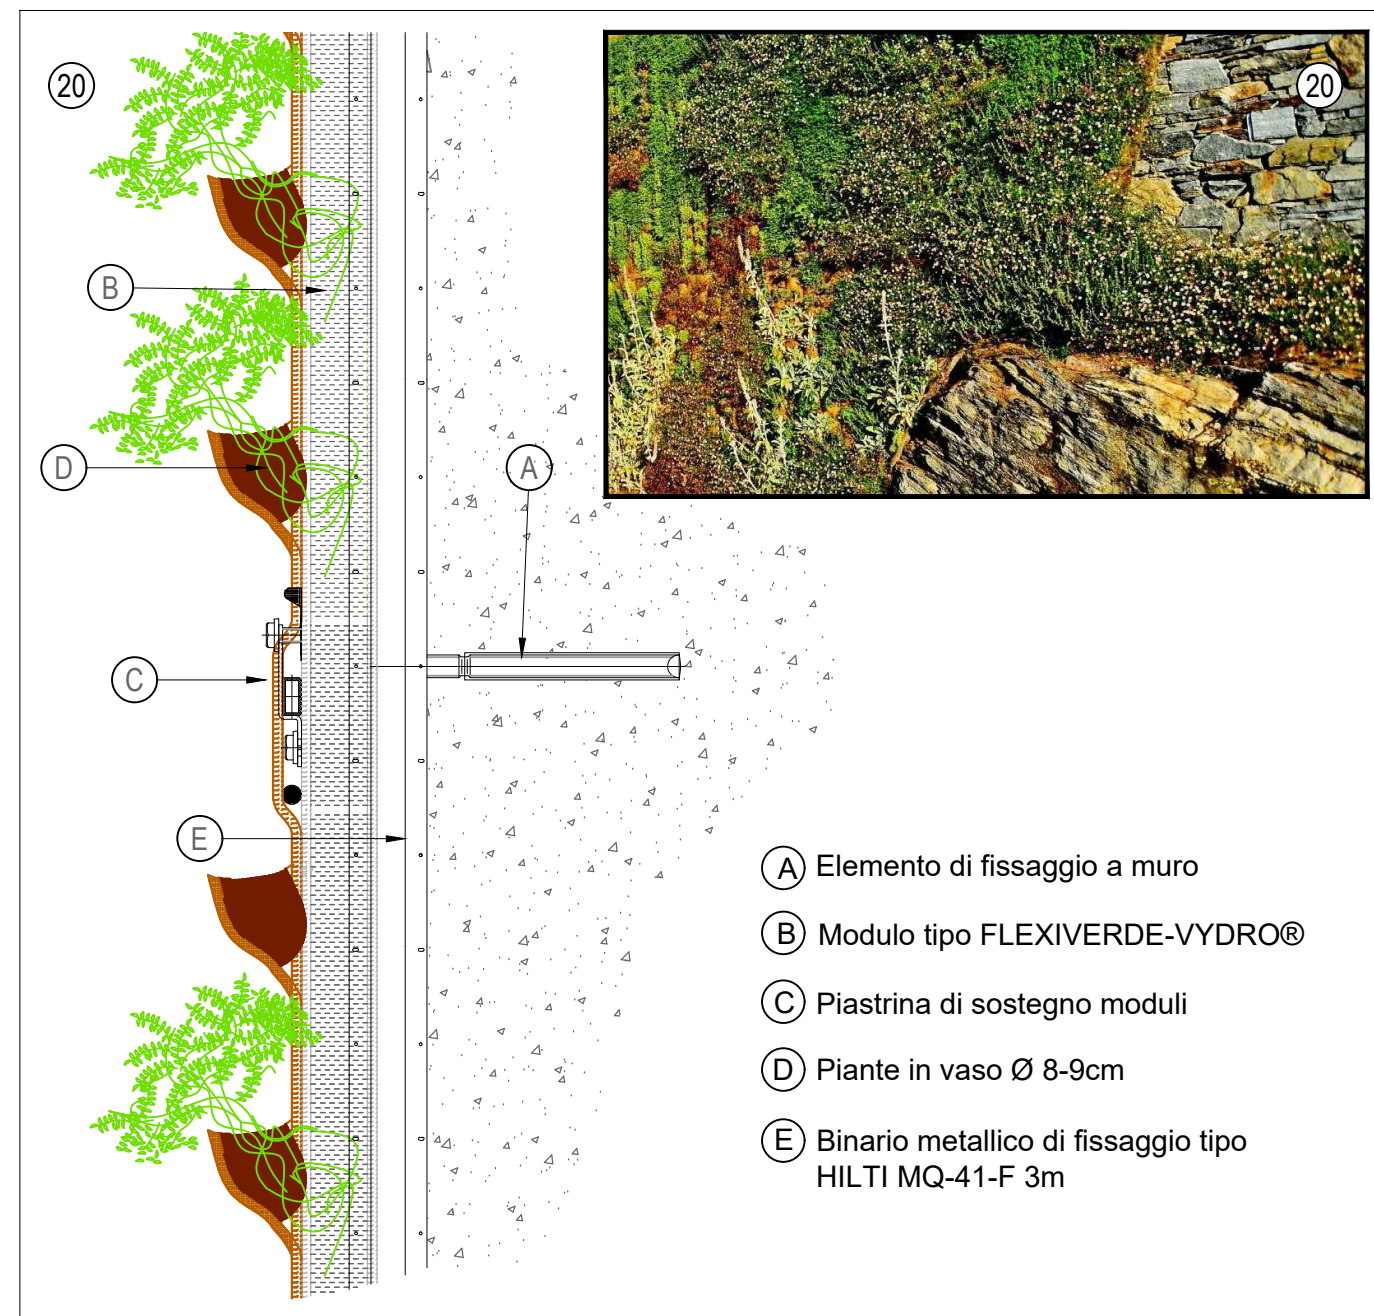 20
20
B
D
A
C
E
A Elemento di fissaggio a muro
B Modulo tipo FLEXIVERDE-VYDRO®
C Piastrina di sostegno moduli
D Piante in vaso Ø 8-9cm
E Binario metallico di fissaggio tipo
HILTI MQ-41-F 3m